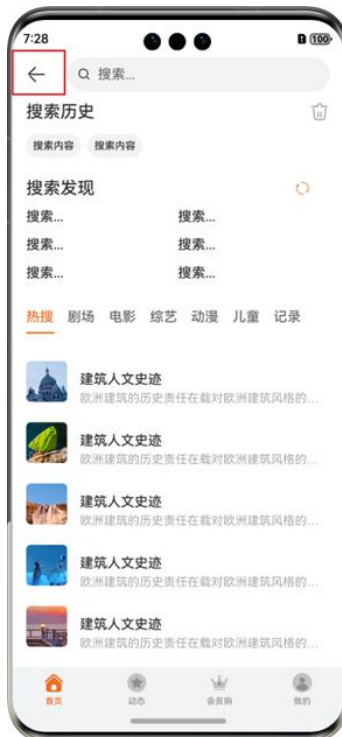 7:28
100
搜索...
搜索历史
搜索内容 搜索内容
搜索发现
搜索... 搜索...
搜索... 搜索...
搜索... 搜索...
热搜 剧场 电影 综艺 动漫 儿童 记录
建筑人文史迹
欧洲建筑的历史责任在载对欧洲建筑风格的...
建筑人文史迹
欧洲建筑的历史责任在载对欧洲建筑风格的...
建筑人文史迹
欧洲建筑的历史责任在载对欧洲建筑风格的...
建筑人文史迹
欧洲建筑的历史责任在载对欧洲建筑风格的...
建筑人文史迹
欧洲建筑的历史责任在载对欧洲建筑风格的...
首页 动态 会员购 我的